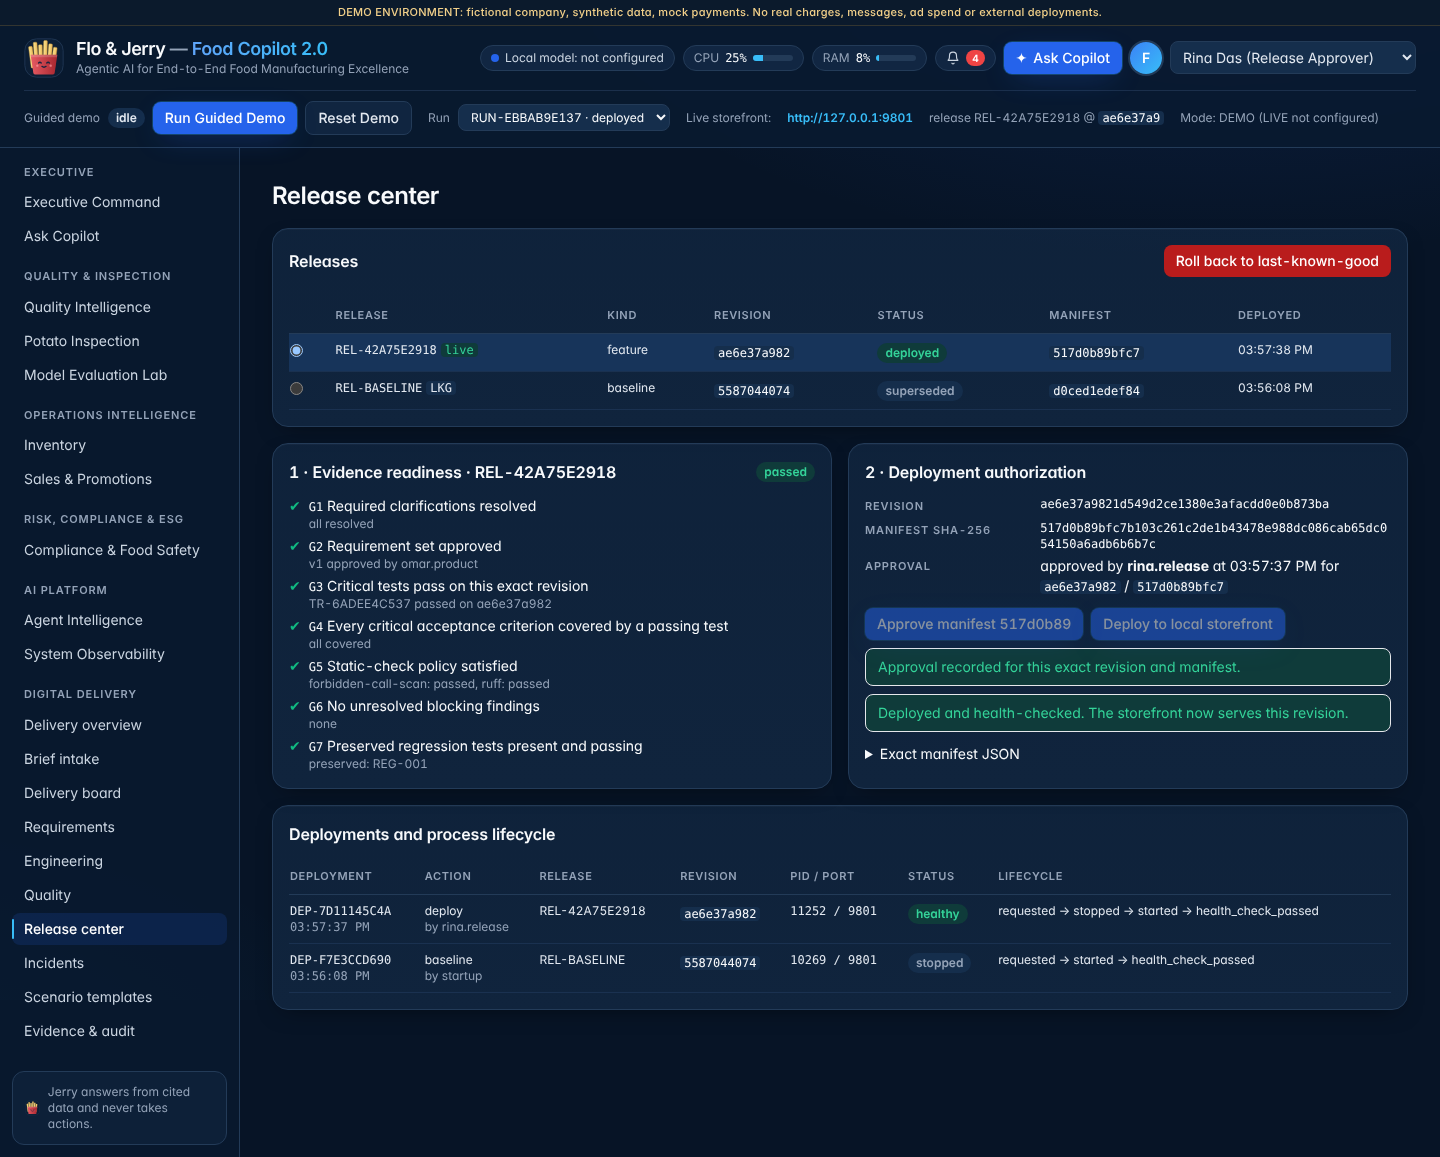 DEMO ENVIRONMENT: fictional company, synthetic data, mock payments. No real charges, messages, ad spend or external deployments.
Flo & Jerry — Food Copilot 2.0
Agentic AI for End-to-End Food Manufacturing Excellence
Local model: not configured
CPU 25%
RAM 8%
4
Ask Copilot
F
Rina Das (Release Approver)
Guided demo idle
Run Guided Demo
Reset Demo
Run RUN-EBBAB9E137 · deployed
Live storefront: http://127.0.0.1:9801
release REL-42A75E2918 @ ae6e37a9
Mode: DEMO (LIVE not configured)
EXECUTIVE
Executive Command
Ask Copilot
QUALITY & INSPECTION
Quality Intelligence
Potato Inspection
Model Evaluation Lab
OPERATIONS INTELLIGENCE
Inventory
Sales & Promotions
RISK, COMPLIANCE & ESG
Compliance & Food Safety
AI PLATFORM
Agent Intelligence
System Observability
DIGITAL DELIVERY
Delivery overview
Brief intake
Delivery board
Requirements
Engineering
Quality
Release center
Incidents
Scenario templates
Evidence & audit
Jerry answers from cited
data and never takes
actions.
Release center
Releases
Roll back to last-known-good
RELEASE KIND REVISION STATUS MANIFEST DEPLOYED
REL-42A75E2918 live feature ae6e37a982 deployed 517d0b89bfc7 03:57:38 PM
REL-BASELINE LKG baseline 5587044074 superseded d0ced1edef84 03:56:08 PM
1 · Evidence readiness · REL-42A75E2918 passed
✔ G1 Required clarifications resolved
all resolved
✔ G2 Requirement set approved
v1 approved by omar.product
✔ G3 Critical tests pass on this exact revision
TR-6ADEE4C537 passed on ae6e37a982
✔ G4 Every critical acceptance criterion covered by a passing test
all covered
✔ G5 Static-check policy satisfied
forbidden-call-scan: passed, ruff: passed
✔ G6 No unresolved blocking findings
none
✔ G7 Preserved regression tests present and passing
preserved: REG-001
2 · Deployment authorization
REVISION ae6e37a9821d549d2ce1380e3afacdd0e0b873ba
MANIFEST SHA-256 517d0b89bfc7b103c261c2de1b43478e988dc086cab65dc0
54150a6adb6b6b7c
APPROVAL approved by rina.release at 03:57:37 PM for
ae6e37a982 / 517d0b89bfc7
Approve manifest 517d0b89
Deploy to local storefront
Approval recorded for this exact revision and manifest.
Deployed and health-checked. The storefront now serves this revision.
Exact manifest JSON
Deployments and process lifecycle
DEPLOYMENT ACTION RELEASE REVISION PID / PORT STATUS LIFECYCLE
DEP-7D11145C4A deploy REL-42A75E2918 ae6e37a982 11252 / 9801 healthy requested → stopped → started → health_check_passed
03:57:37 PM by rina.release
DEP-F7E3CCD690 baseline REL-BASELINE 5587044074 10269 / 9801 stopped requested → started → health_check_passed
03:56:08 PM by startup